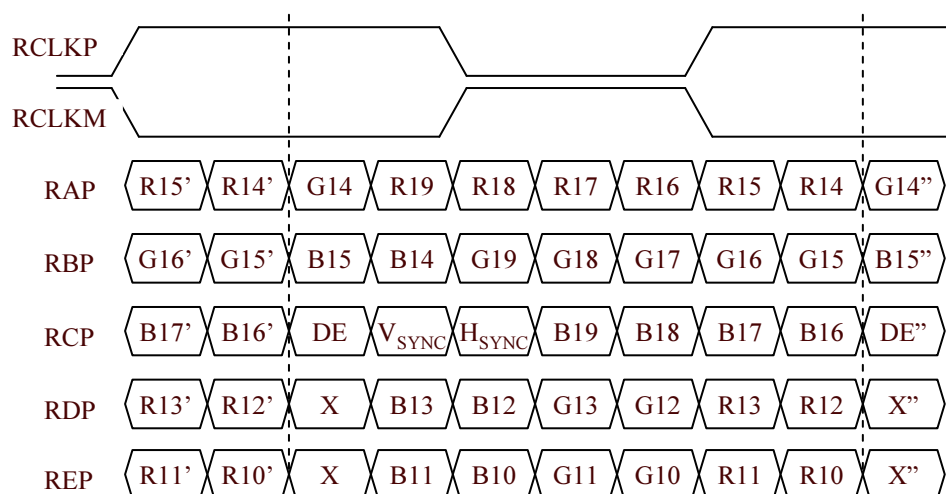 RCLKP
RCLKM
RAP R15’ R14’ G14 R19 R18 R17 R16 R15 R14 G14”
RBP G16’ G15’ B15 B14 G19 G18 G17 G16 G15 B15”
RCP B17’ B16’ DE VSYNC HSYNC B19 B18 B17 B16 DE”
RDP R13’ R12’ X B13 B12 G13 G12 R13 R12 X”
REP R11’ R10’ X B11 B10 G11 G10 R11 R10 X”